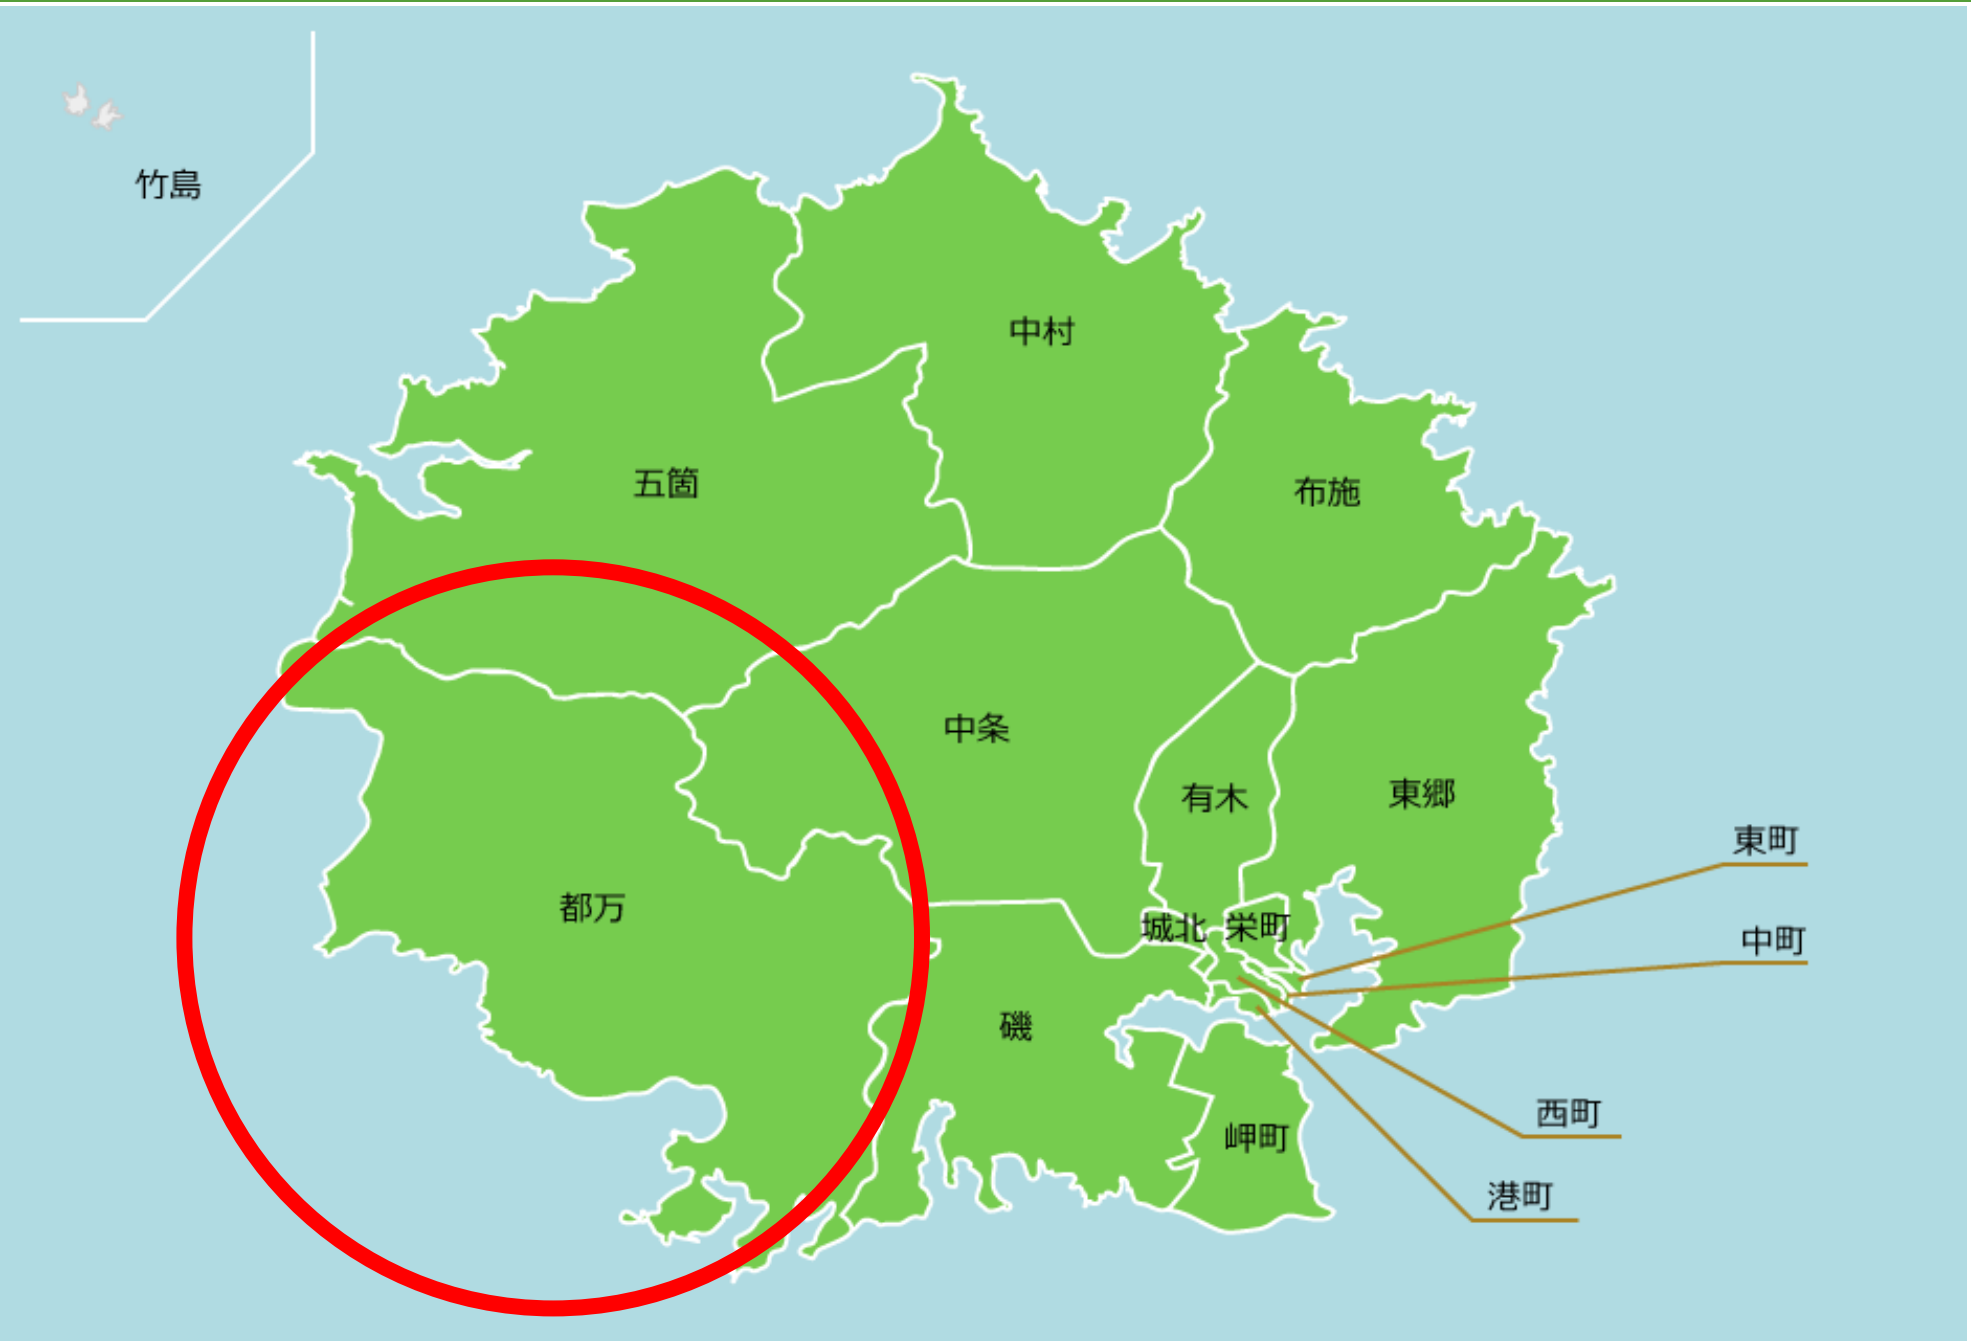 竹島
中村
五箇
布施
中条
有木
東郷
東町
都万
城北
栄町
中町
磯
西町
岬町
港町